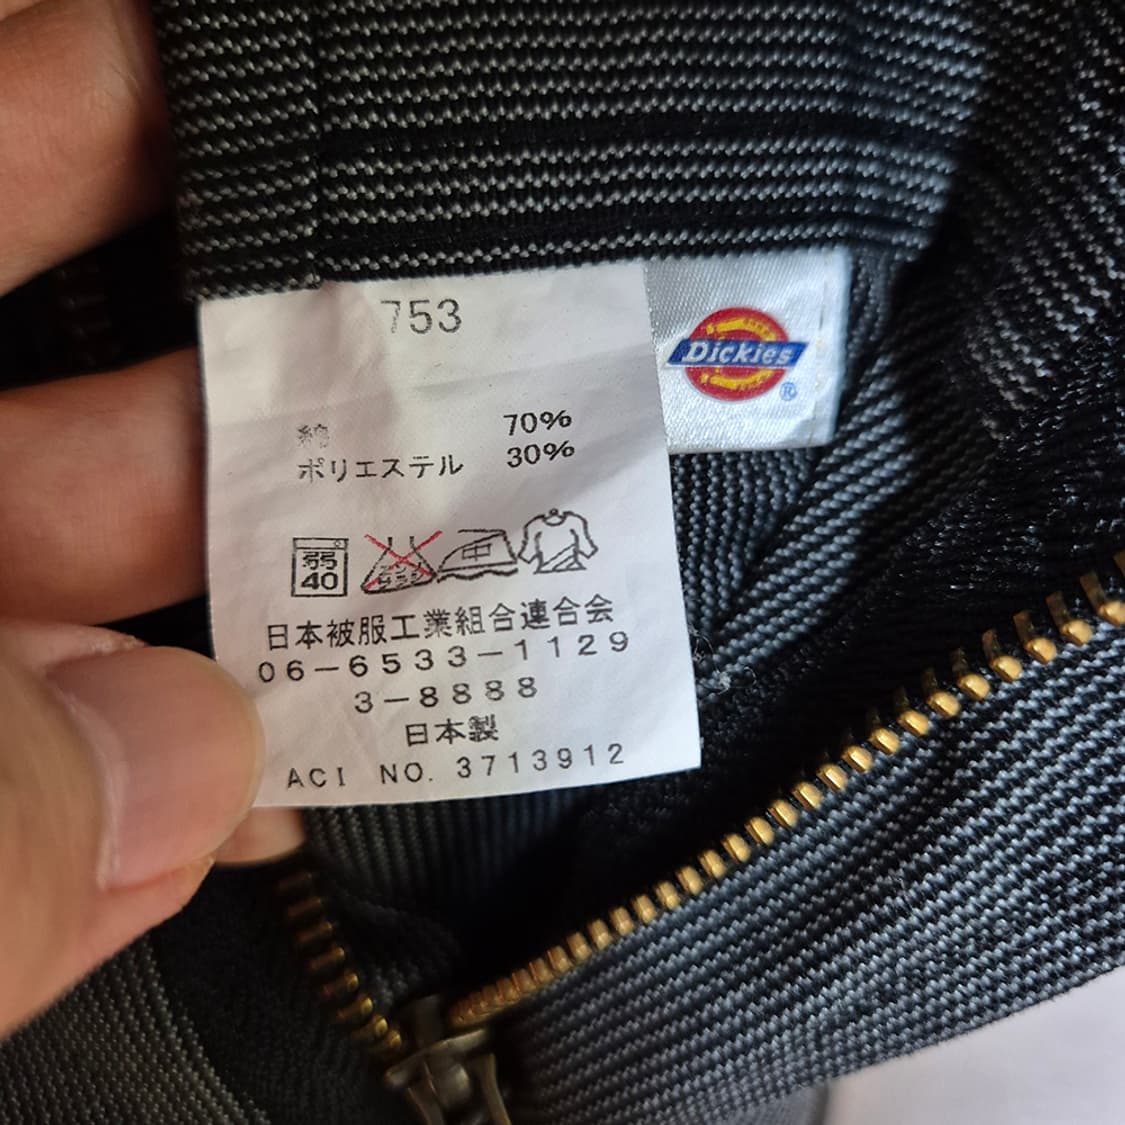 753
Dickies
®
綿 70%
ポリエステル 30%
弱
40
日本被服工業組合連合会
06-6533-1129
3-8888
日本製
ACI NO. 3713912